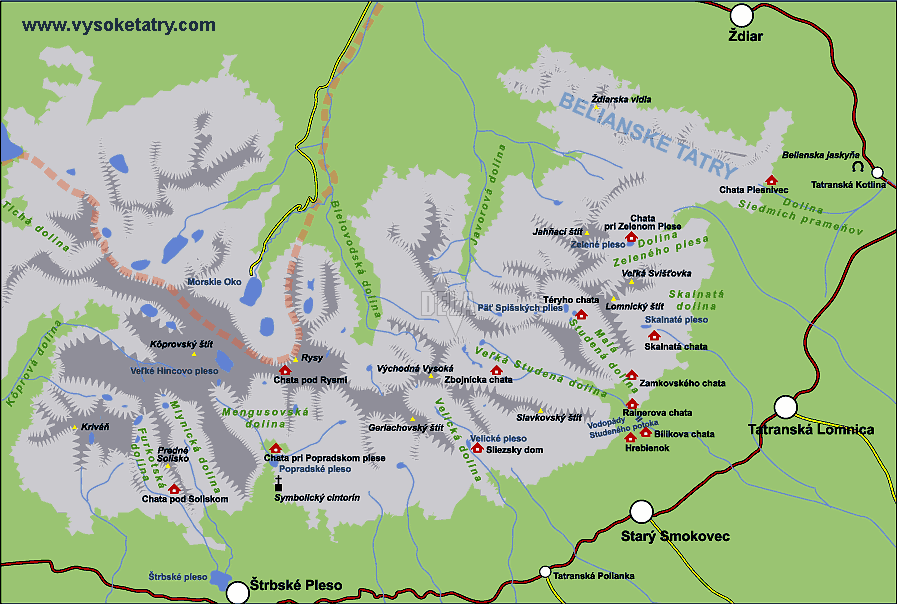 www.vysoketatry.com
Ždiar
Ždiarska vidla
BELIANSKE TATRY
Belianska jaskyňa
Tatranská Kotlina
Chata Plesnivec
Dolina
Siedmich prameňov
Tichá dolina
Bielovodská dolina
Javorová dolina
Jahňací štít
Chata
pri Zelenom Plese
Zelené pleso
Dolina
Zeleného plesa
Veľká Svišťovka
Morskie Oko
DEEA
Téryho chata
Päť Spišských plies
Lomnický štít
Skalnatá
dolina
Skalnaté pleso
Skalnatá chata
Malá
Studená
dolina
Kôprová dolina
Kôprovský štít
Veľké Hincovo pleso
Rysy
Chata pod Rysmi
Východná Vysoká
Zbojnícka chata
Veľká Studená dolina
Zamkovského chata
Rainerova chata
Vodopády
Studeného potoka
Bilíkova chata
Hrebienok
Tatranská Lomnica
Kriváň
Furkotská
dolina
Mlynická dolina
Predné
Solisko
Chata pod Soliskom
Mengusovská
dolina
Gerlachovský štít
Velická dolina
Slavkovský štít
Velické pleso
Sliezsky dom
Chata pri Popradskom plese
Popradské pleso
Symbolický cintorín
Starý Smokovec
Tatranská Polianka
Štrbské pleso
Štrbské Pleso